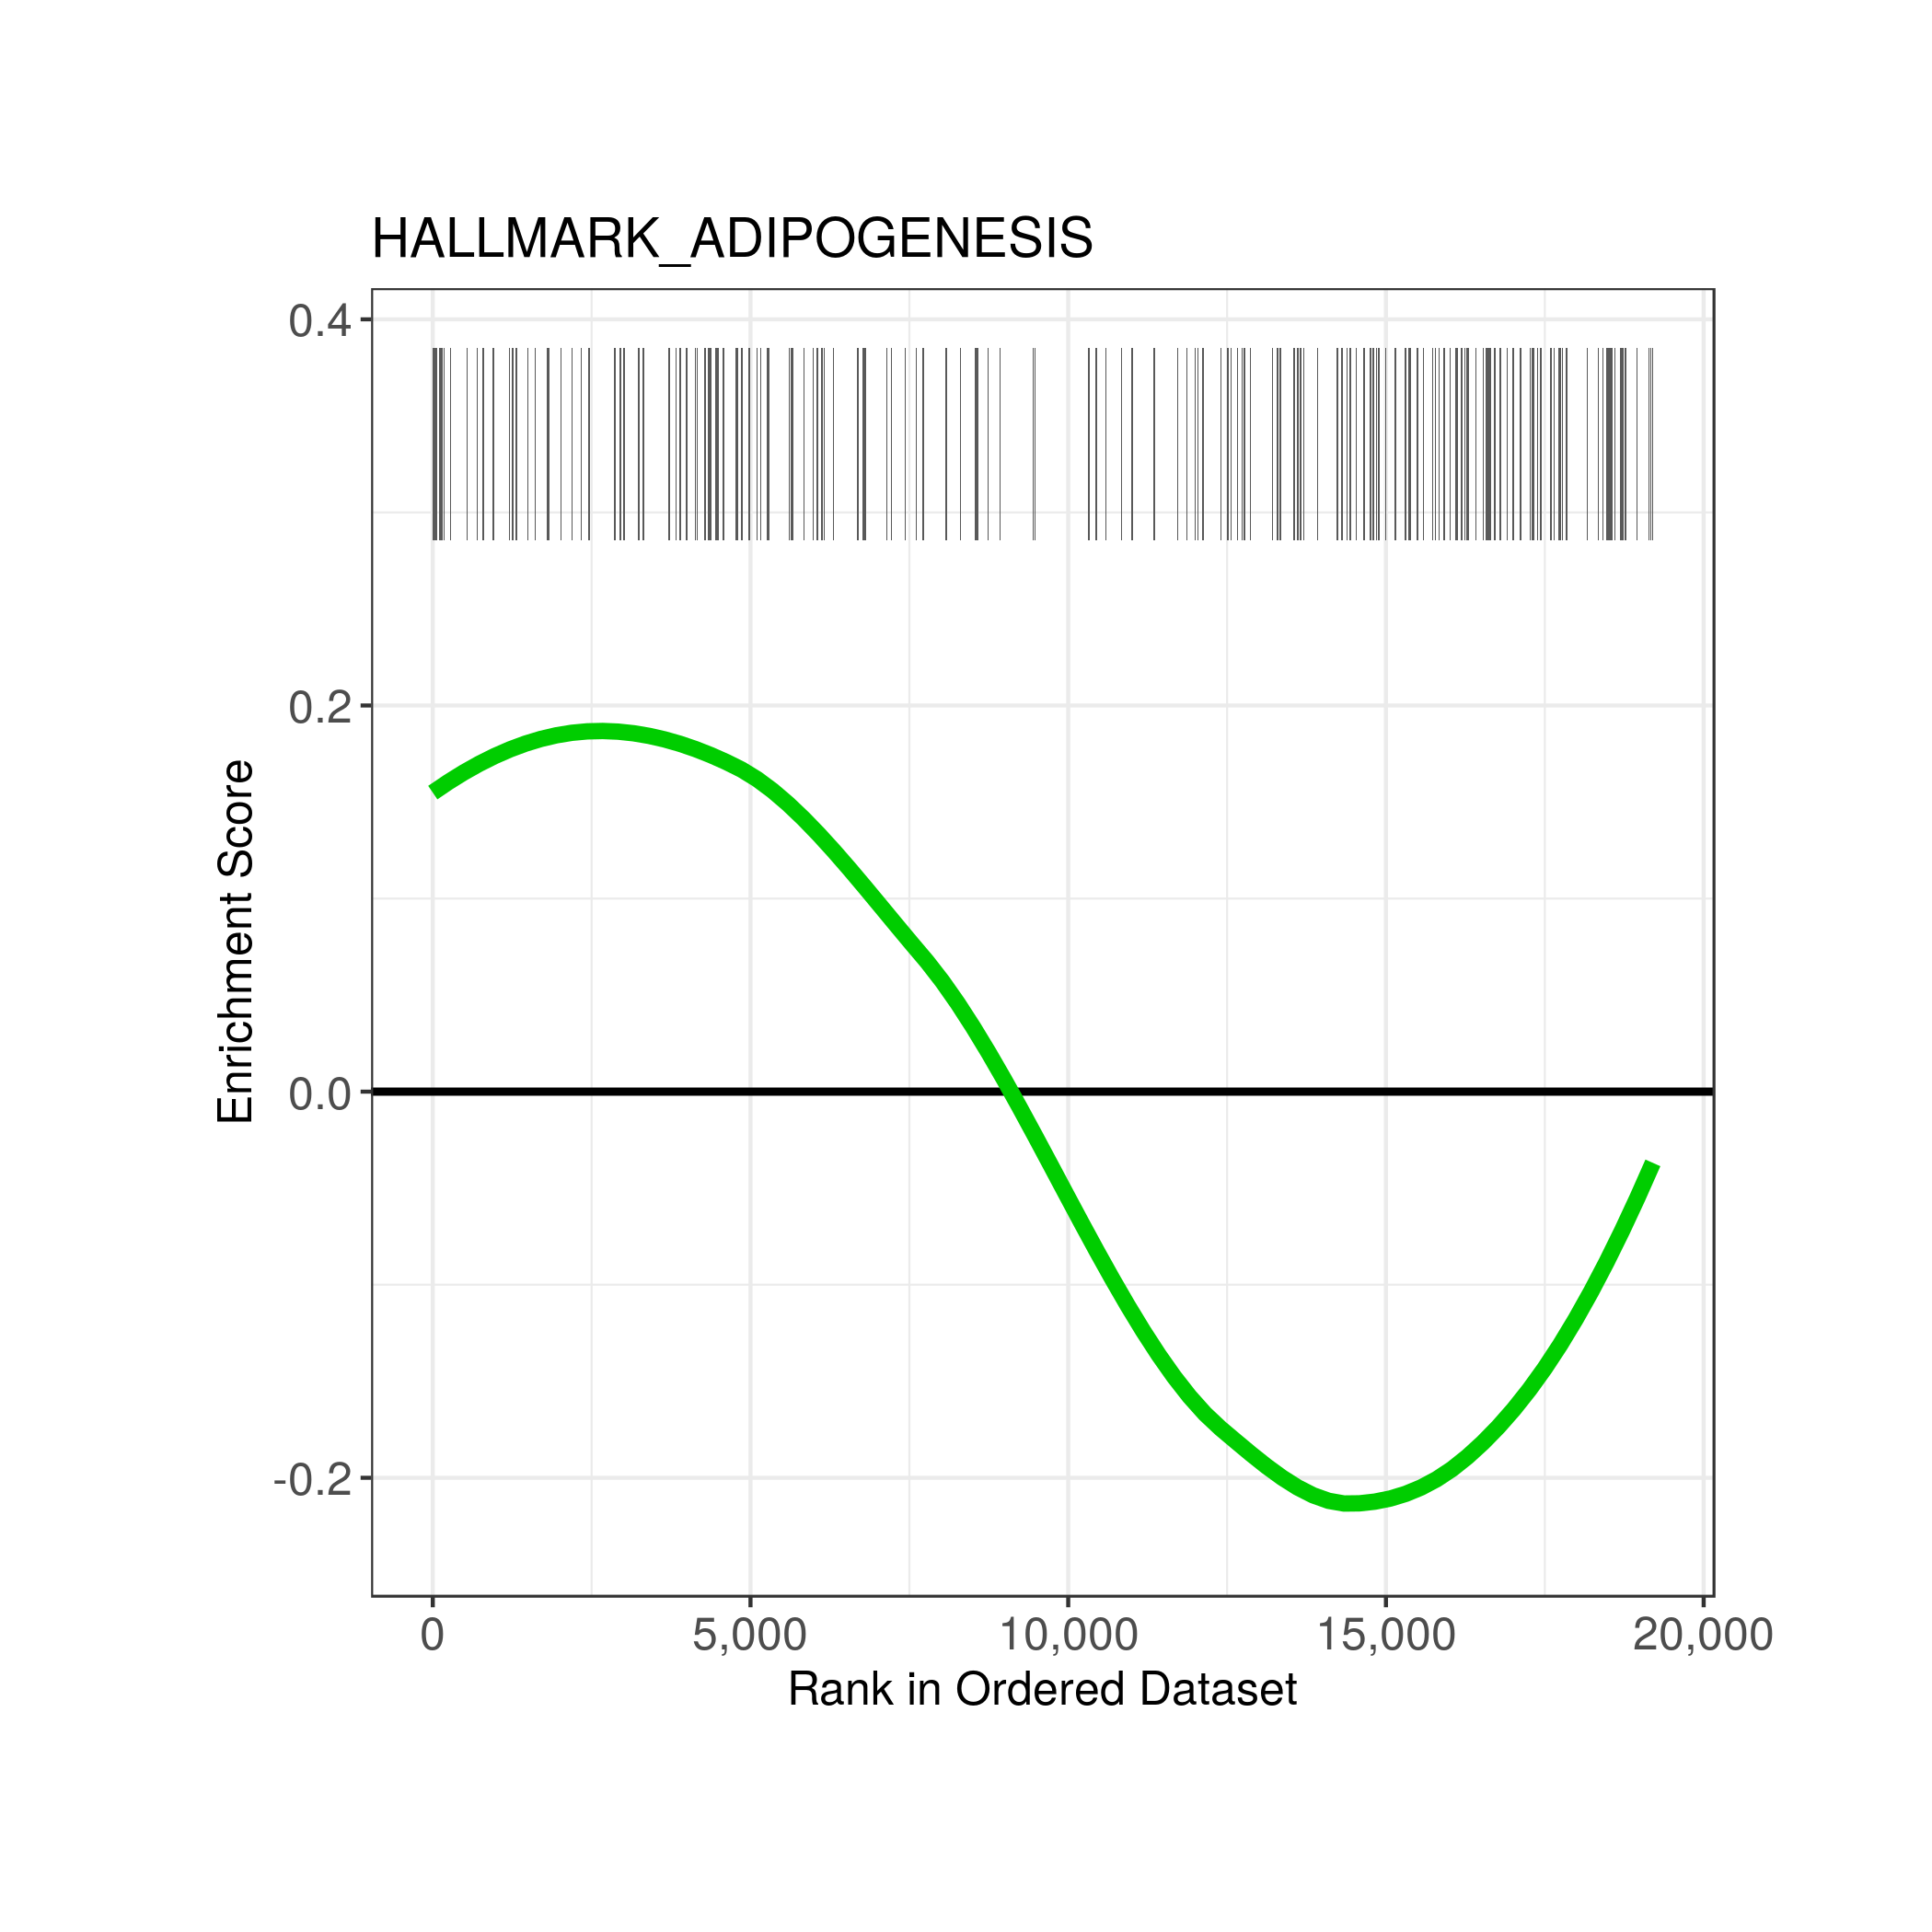 HALLMARK_ADIPOGENESIS
0.4
0.2
0.0
-0.2
Enrichment Score
0 5,000 10,000 15,000 20,000
Rank in Ordered Dataset